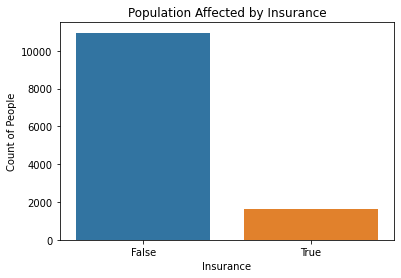 Population Affected by Insurance
10000
8000
6000
4000
2000
0
Count of People
False
True
Insurance